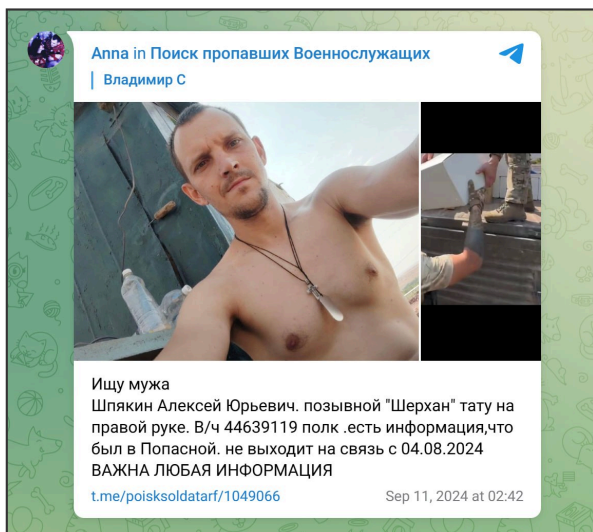 Anna in Поиск пропавших Военнослужащих
Владимир С
Ищу мужа
Шпякин Алексей Юрьевич. позывной "Шерхан" тату на
правой руке. В/ч 44639119 полк .есть информация,что
был в Попасной. не выходит на связь с 04.08.2024
ВАЖНА ЛЮБАЯ ИНФОРМАЦИЯ
t.me/poisksoldatarf/1049066 Sep 11, 2024 at 02:42